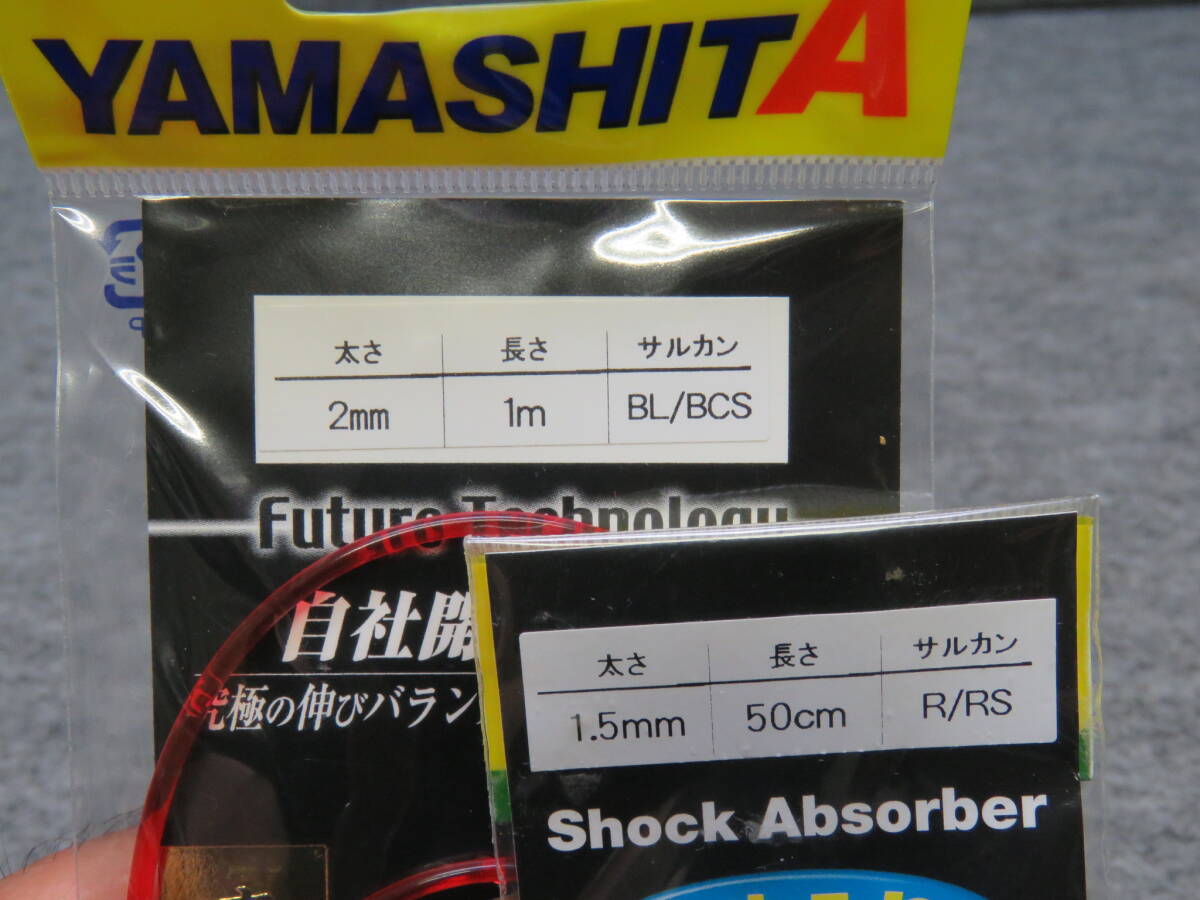 YAMASHITA
太さ 長さ サルカン
2mm 1m BL/BCS
Future Technology
自社開
究極の伸びバラン
太さ 長さ サルカン
1.5mm 50cm R/RS
Shock Absorber